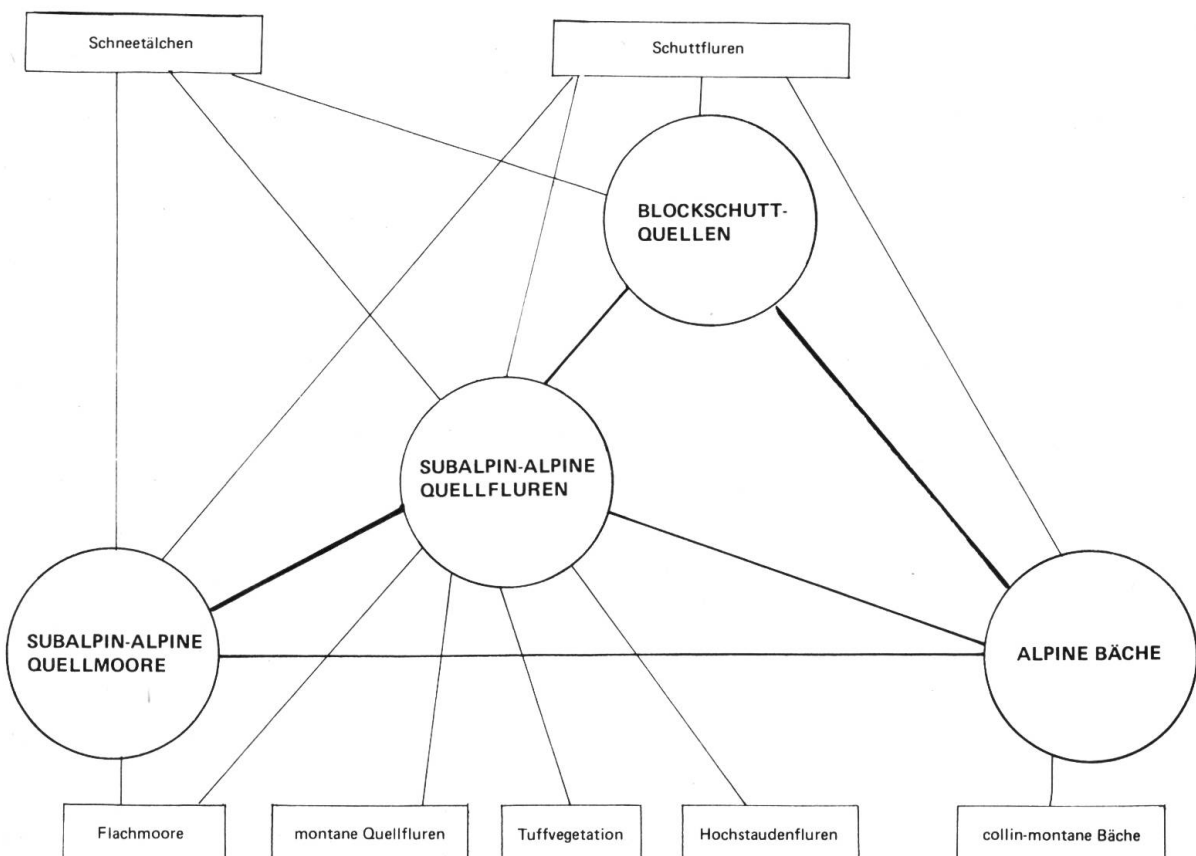 Schneetälchen
Schuttfluren
BLOCKSCHUTT-
QUELLEN
SUBALPIN-ALPINE
QUELLFLUREN
SUBALPIN-ALPINE
QUELLMOORE
ALPINE BÄCHE
Flachmoore
montane Quellfluren
Tuffvegetation
Hochstaudenfluren
collin-montane Bäche